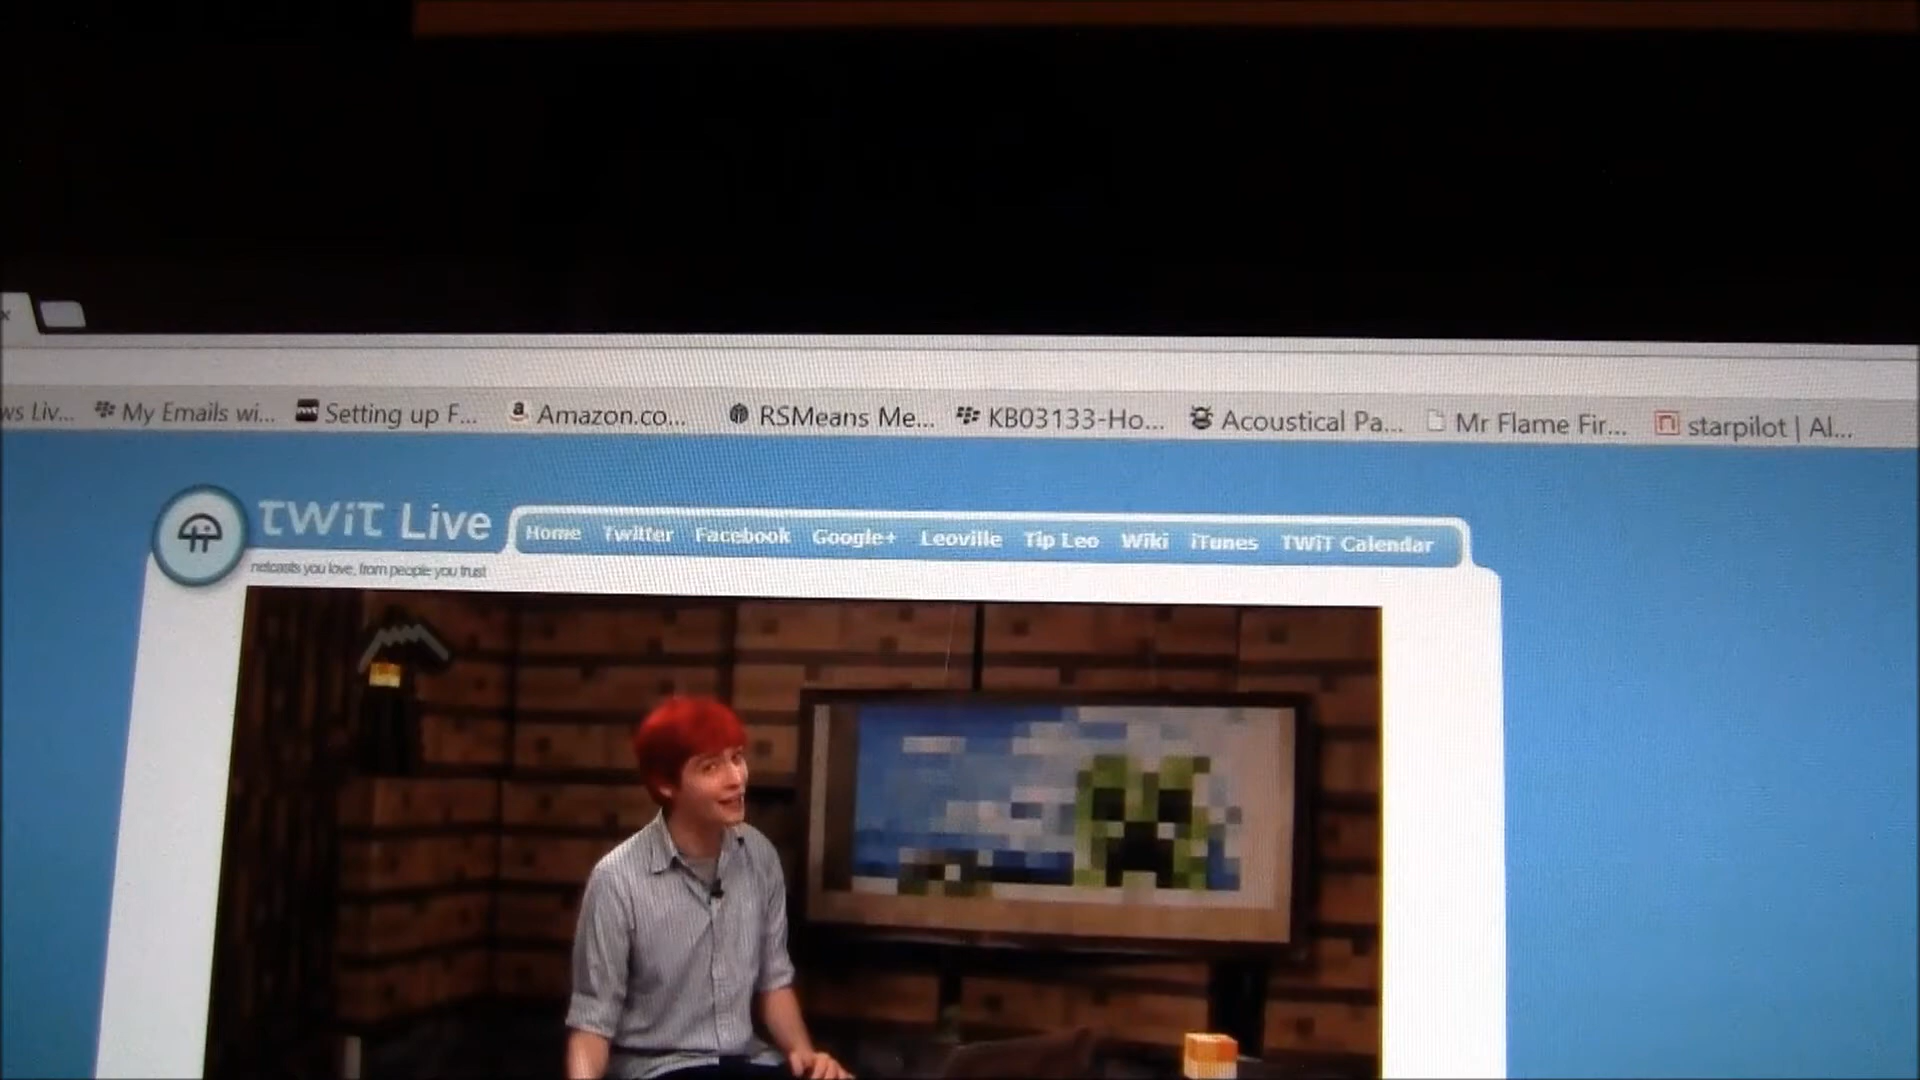 ws Liv... My Emails wi... Setting up F... Amazon.co... RSMeans Me... KB03133-Ho... Acoustical Pa... Mr Flame Fir... starpilot | Al...
TWiT Live
Home Twitter Facebook Google+ Leoville Tip Leo Wiki iTunes TWiT Calendar
netcasts you love, from people you trust